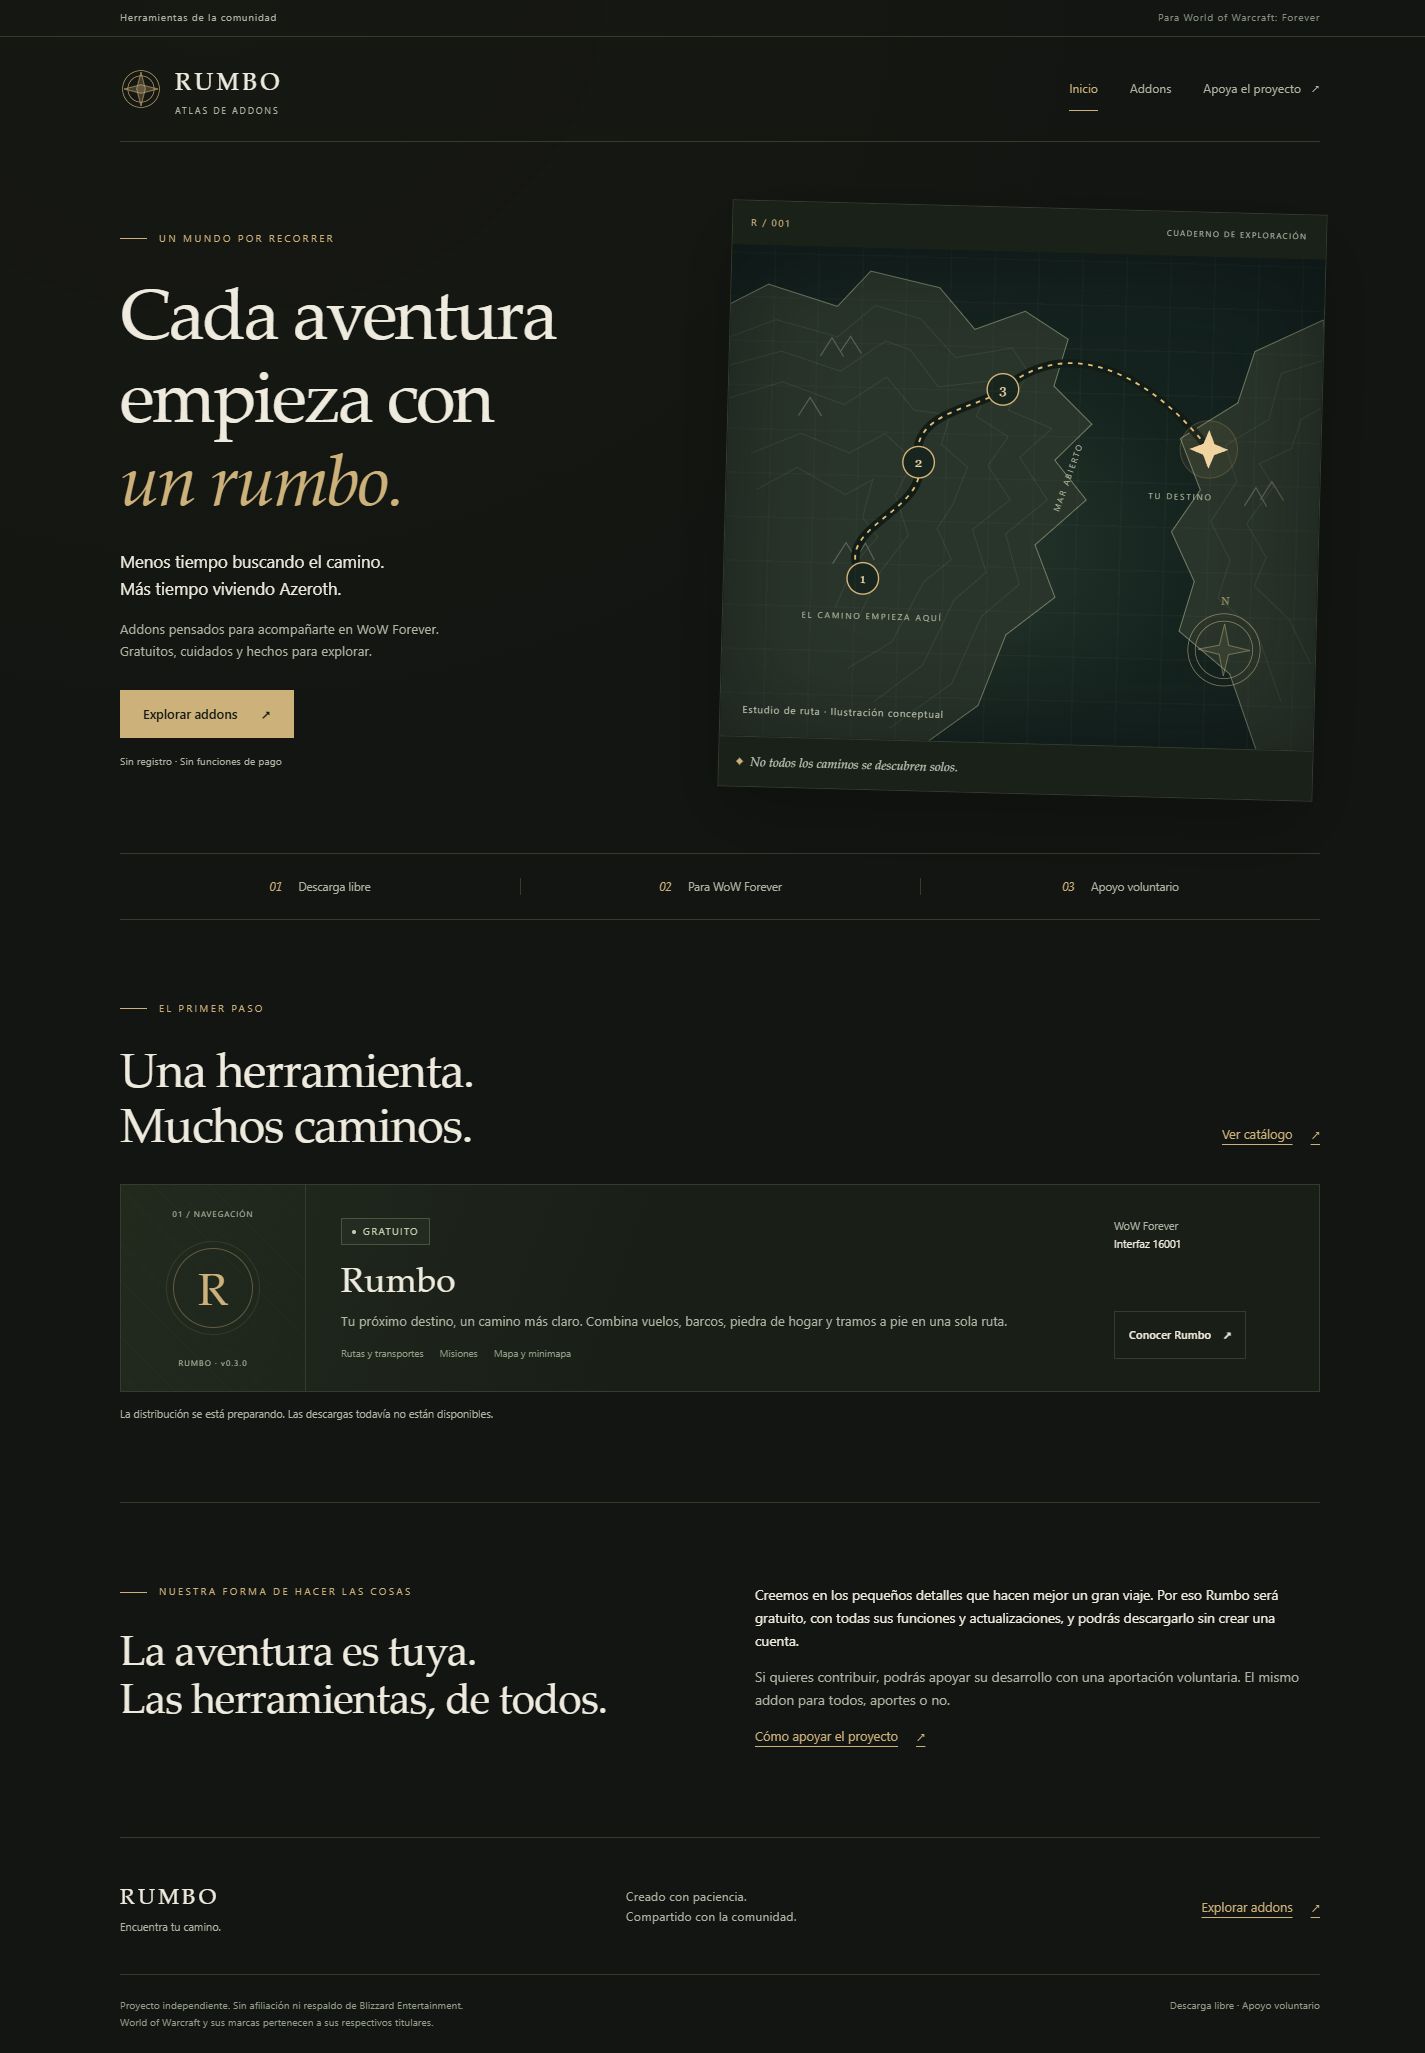 Herramientas de la comunidad
Para World of Warcraft: Forever
RUMBO
ATLAS DE ADDONS
Inicio
Addons
Apoya el proyecto ↗
UN MUNDO POR RECORRER
Cada aventura
empieza con
un rumbo.
Menos tiempo buscando el camino.
Más tiempo viviendo Azeroth.
Addons pensados para acompañarte en WoW Forever.
Gratuitos, cuidados y hechos para explorar.
Explorar addons ↗
Sin registro · Sin funciones de pago
R / 001
CUADERNO DE EXPLORACIÓN
3
2
MAR ABIERTO
TU DESTINO
1
EL CAMINO EMPIEZA AQUÍ
N
Estudio de ruta · Ilustración conceptual
No todos los caminos se descubren solos.
01 Descarga libre
02 Para WoW Forever
03 Apoyo voluntario
EL PRIMER PASO
Una herramienta.
Muchos caminos.
Ver catálogo ↗
01 / NAVEGACIÓN
R
RUMBO · v0.3.0
GRATUITO
Rumbo
Tu próximo destino, un camino más claro. Combina vuelos, barcos, piedra de hogar y tramos a pie en una sola ruta.
Rutas y transportes
Misiones
Mapa y minimapa
WoW Forever
Interfaz 16001
Conocer Rumbo ↗
La distribución se está preparando. Las descargas todavía no están disponibles.
NUESTRA FORMA DE HACER LAS COSAS
La aventura es tuya.
Las herramientas, de todos.
Creemos en los pequeños detalles que hacen mejor un gran viaje. Por eso Rumbo será
gratuito, con todas sus funciones y actualizaciones, y podrás descargarlo sin crear una
cuenta.
Si quieres contribuir, podrás apoyar su desarrollo con una aportación voluntaria. El mismo
addon para todos, aportes o no.
Cómo apoyar el proyecto ↗
RUMBO
Encuentra tu camino.
Creado con paciencia.
Compartido con la comunidad.
Explorar addons ↗
Proyecto independiente. Sin afiliación ni respaldo de Blizzard Entertainment.
World of Warcraft y sus marcas pertenecen a sus respectivos titulares.
Descarga libre · Apoyo voluntario